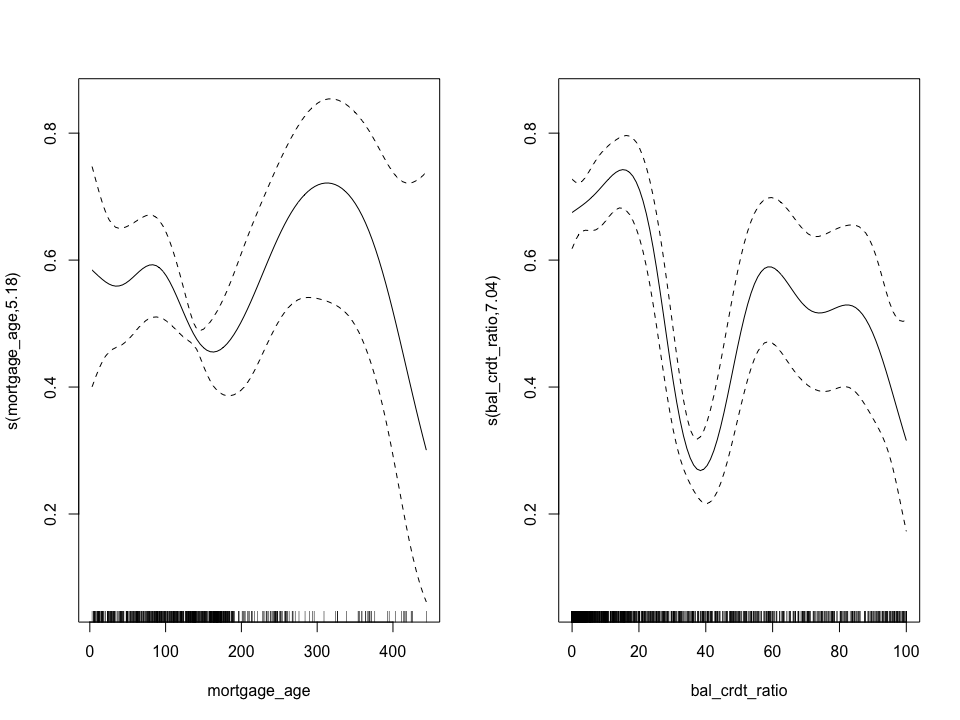 s(mortgage_age,5.18)
0.8
0.6
0.4
0.2
0 100 200 300 400
mortgage_age
s(bal_crdt_ratio,7.04)
0.8
0.6
0.4
0.2
0 20 40 60 80 100
bal_crdt_ratio